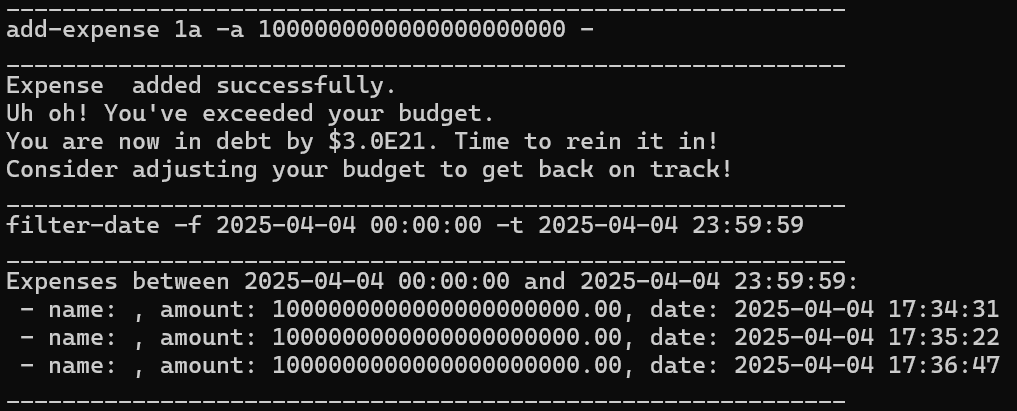 ____________________________________________________________
add-expense 1a -a 1000000000000000000000 -
____________________________________________________________
Expense  added successfully.
Uh oh! You've exceeded your budget.
You are now in debt by $3.0E21. Time to rein it in!
Consider adjusting your budget to get back on track!
____________________________________________________________
filter-date -f 2025-04-04 00:00:00 -t 2025-04-04 23:59:59
____________________________________________________________
Expenses between 2025-04-04 00:00:00 and 2025-04-04 23:59:59:
 - name: , amount: 1000000000000000000000.00, date: 2025-04-04 17:34:31
 - name: , amount: 1000000000000000000000.00, date: 2025-04-04 17:35:22
 - name: , amount: 1000000000000000000000.00, date: 2025-04-04 17:36:47
____________________________________________________________